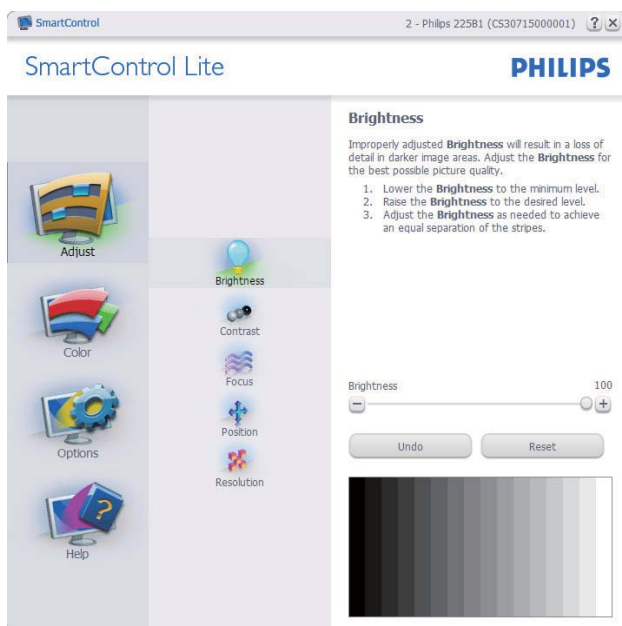 SmartControl
2 - Philips 225B1 (CS30715000001)
? X
SmartControl Lite
PHILIPS
Adjust
Color
Options
?
Help
Brightness
Contrast
Focus
Position
Resolution
Brightness
Improperly adjusted Brightness will result in a loss of
detail in darker image areas. Adjust the Brightness for
the best possible picture quality.
1. Lower the Brightness to the minimum level.
2. Raise the Brightness to the desired level.
3. Adjust the Brightness as needed to achieve
an equal separation of the stripes.
Brightness 100
Undo
Reset